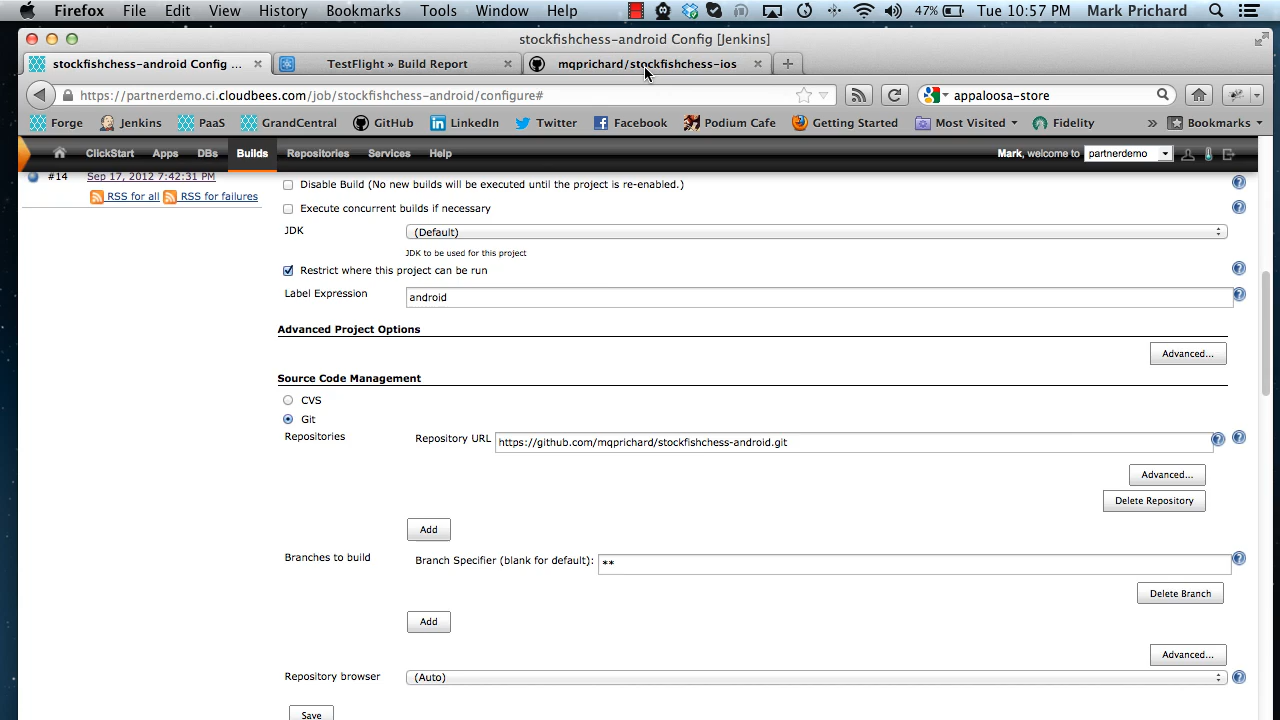 Firefox File Edit View History Bookmarks Tools Window Help 47% Tue 10:57 PM Mark Prichard
stockfishchess-android Config [Jenkins]
stockfishchess-android Config ... TestFlight » Build Report mqprichard/stockfishchess-ios
https://partnerdemo.ci.cloudbees.com/job/stockfishchess-android/configure# appaloosa-store
Forge Jenkins PaaS GrandCentral GitHub LinkedIn Twitter Facebook Podium Cafe Getting Started Most Visited Fidelity » Bookmarks
ClickStart Apps DBs Builds Repositories Services Help Mark, welcome to partnerdemo
#14 Sep 17, 2012 7:42:31 PM
RSS for all RSS for failures
Disable Build (No new builds will be executed until the project is re-enabled.)
Execute concurrent builds if necessary
JDK (Default)
JDK to be used for this project
Restrict where this project can be run
Label Expression android
Advanced Project Options
Advanced...
Source Code Management
CVS
Git
Repositories Repository URL https://github.com/mqprichard/stockfishchess-android.git
Advanced...
Delete Repository
Add
Branches to build Branch Specifier (blank for default): **
Delete Branch
Add
Advanced...
Repository browser (Auto)
Save